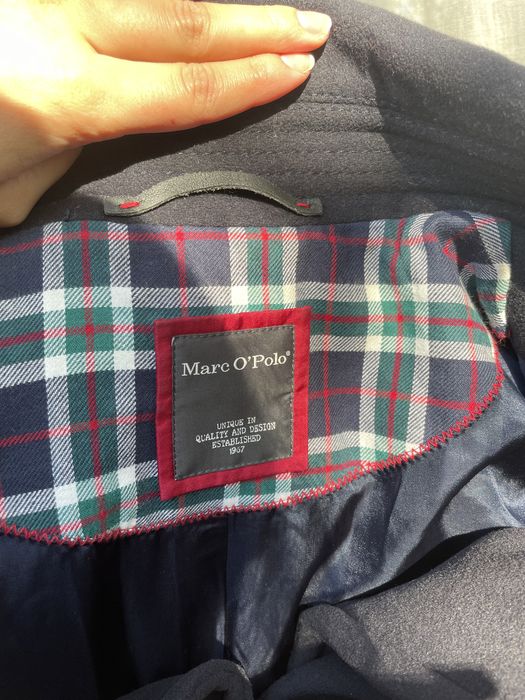 Marc O'Polo®
UNIQUE IN
QUALITY AND DESIGN
ESTABLISHED
1967